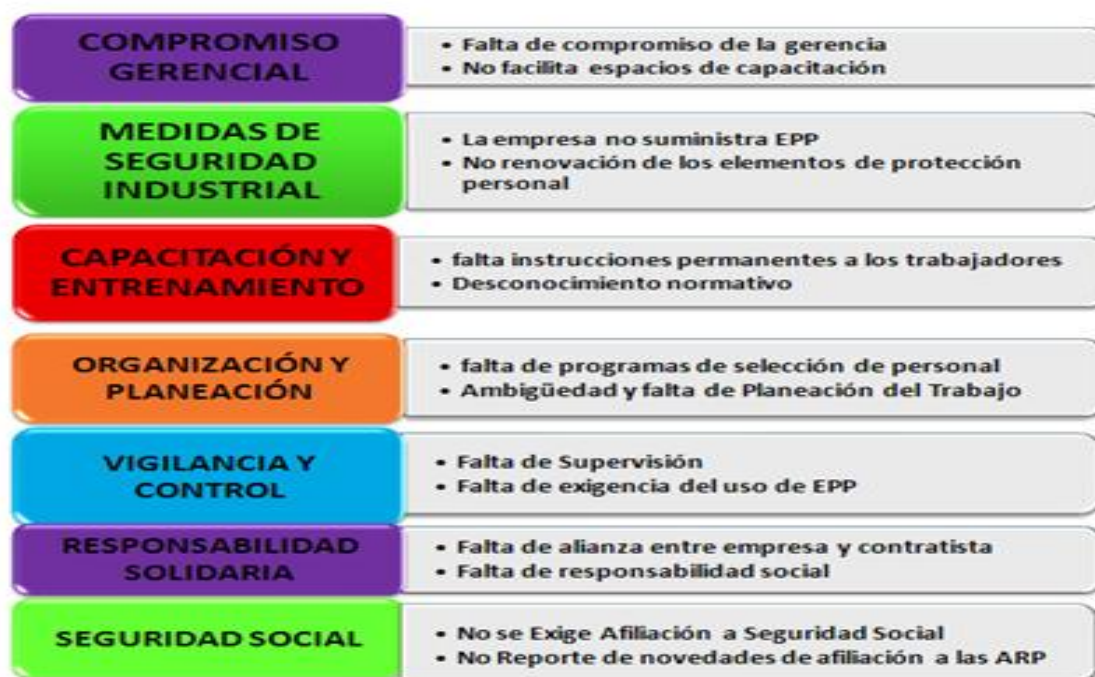 COMPROMISO
GERENCIAL
• Falta de compromiso de la gerencia
• No facilita espacios de capacitación
MEDIDAS DE
SEGURIDAD
INDUSTRIAL
• La empresa no suministra EPP
• No renovación de los elementos de protección
personal
CAPACITACIÓN Y
ENTRENAMIENTO
• falta instrucciones permanentes a los trabajadores
• Desconocimiento normativo
ORGANIZACIÓN Y
PLANEACIÓN
• falta de programas de selección de personal
• Ambigüedad y falta de Planeación del Trabajo
VIGILANCIA Y
CONTROL
• Falta de Supervisión
• Falta de exigencia del uso de EPP
RESPONSABILIDAD
SOLIDARIA
• Falta de alianza entre empresa y contratista
• Falta de responsabilidad social
SEGURIDAD SOCIAL
• No se Exige Afiliación a Seguridad Social
• No Reporte de novedades de afiliación a las ARP